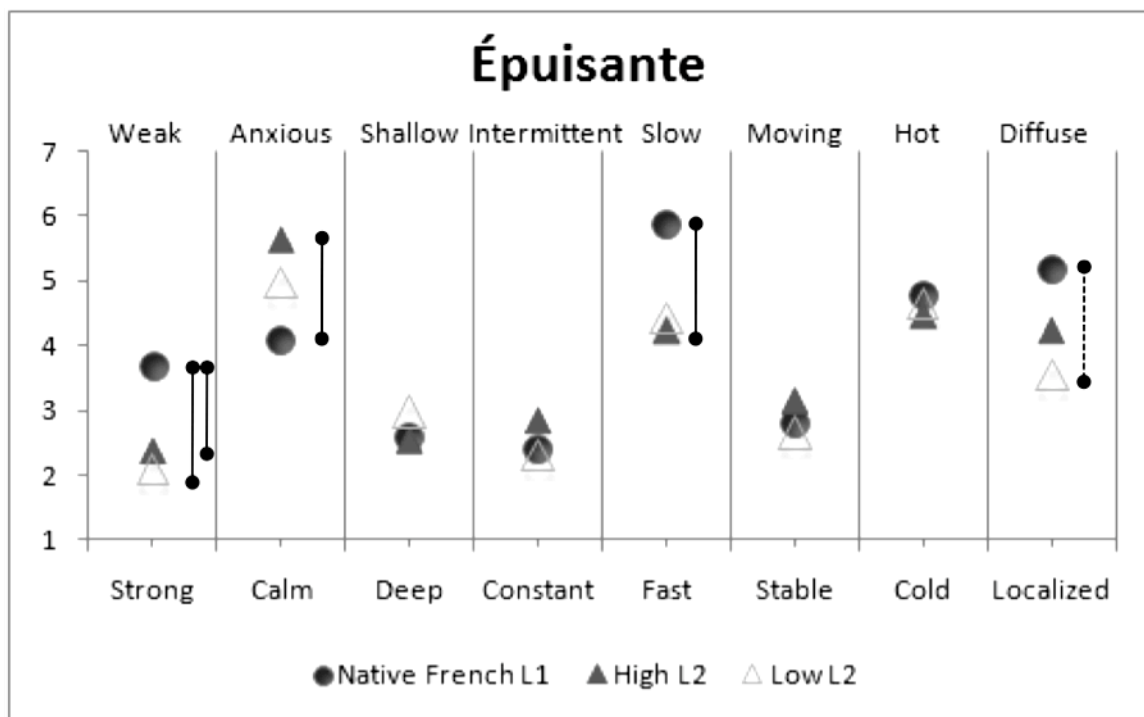 Épuisante
Weak Anxious Shallow Intermittent Slow Moving Hot Diffuse
7
6
5
4
3
2
1
Strong Calm Deep Constant Fast Stable Cold Localized
Native French L1 High L2 Low L2